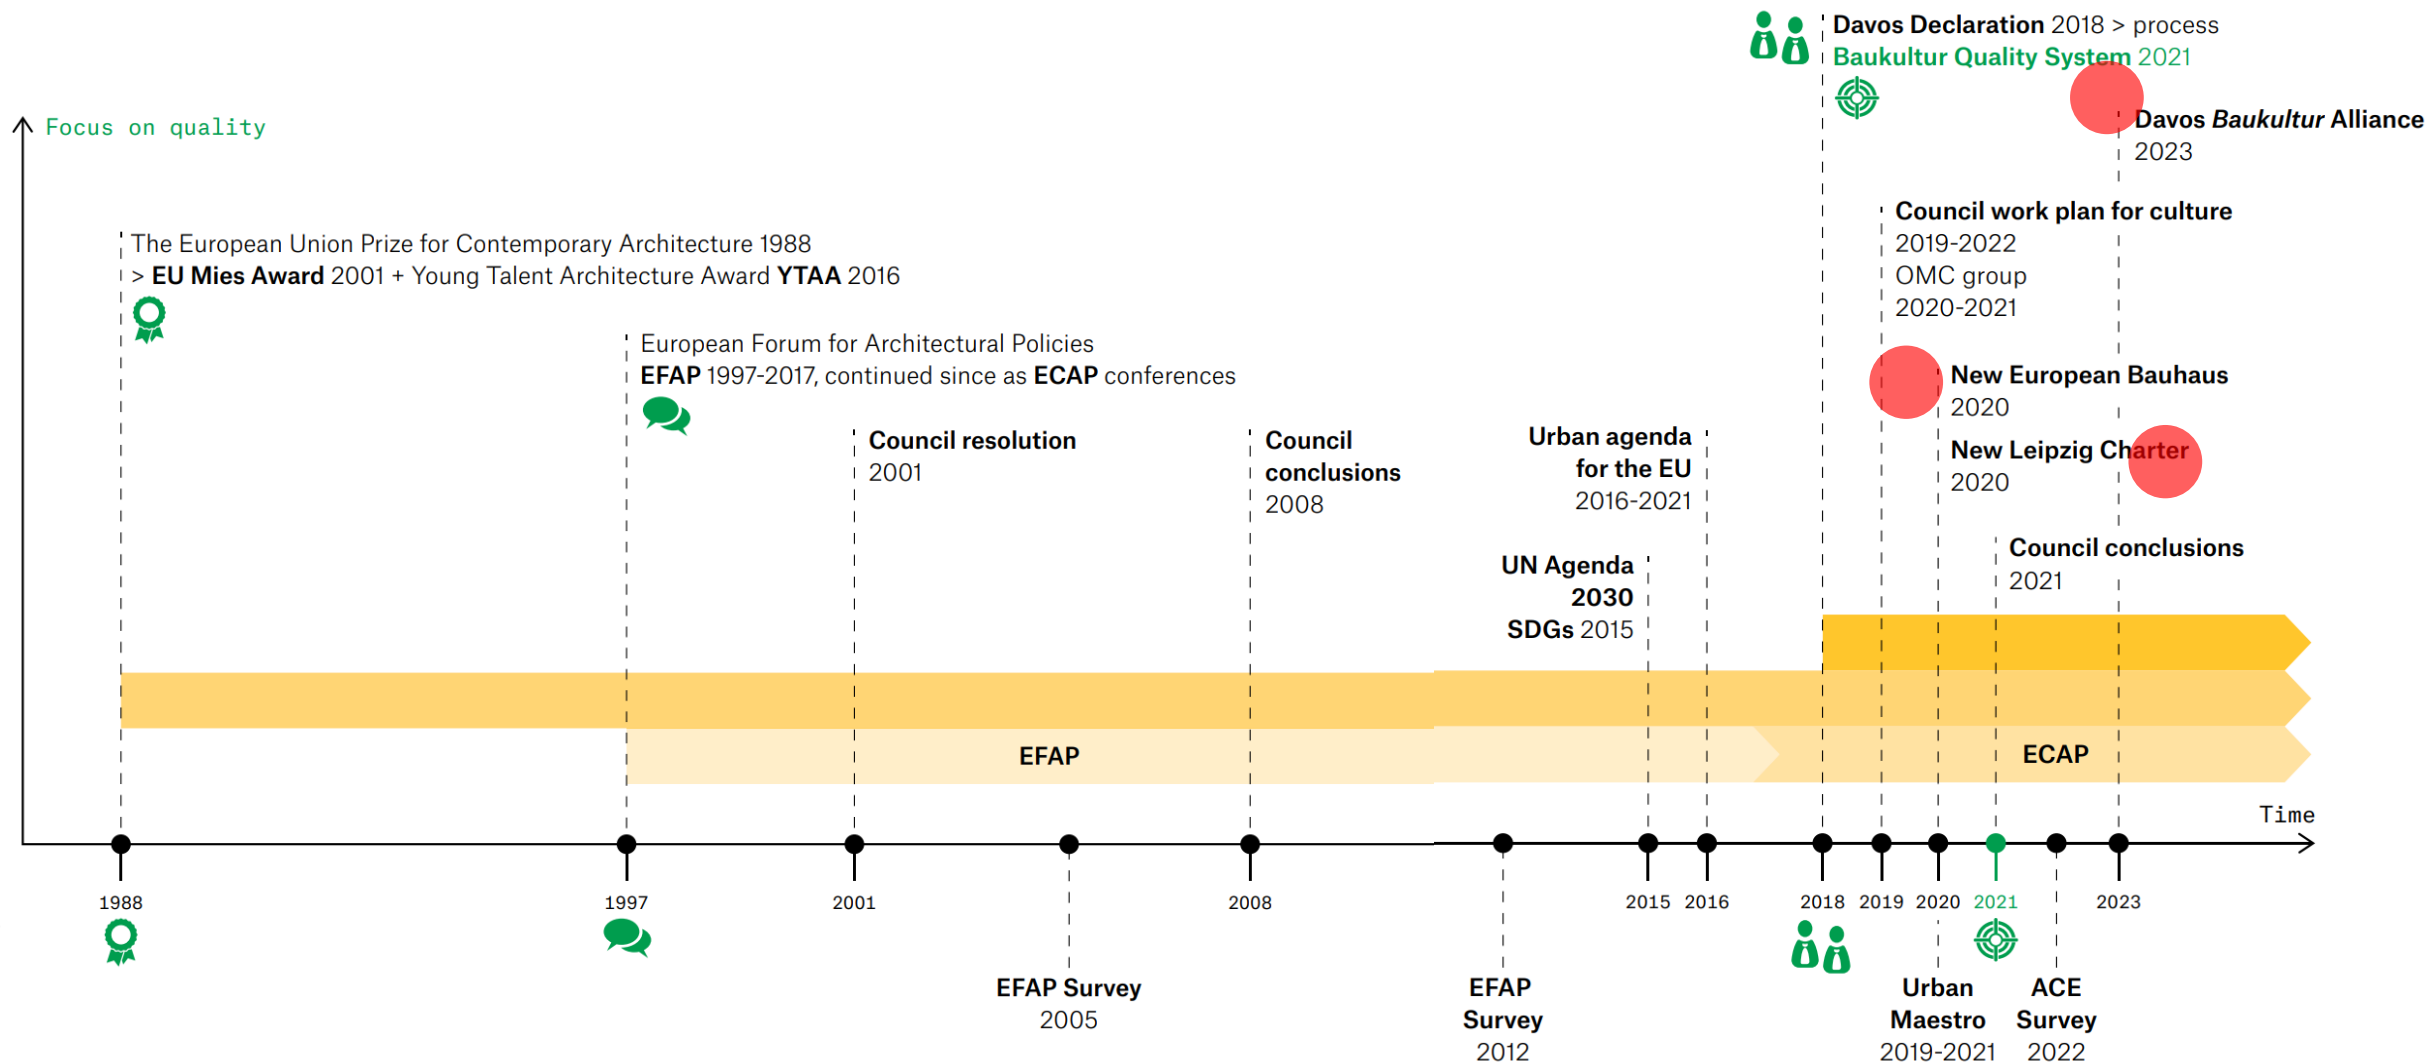 Davos Declaration 2018 > process
Baukultur Quality System 2021
Focus on quality
Davos Baukultur Alliance
2023
Council work plan for culture
2019-2022
OMC group
2020-2021
The European Union Prize for Contemporary Architecture 1988
> EU Mies Award 2001 + Young Talent Architecture Award YTAA 2016
European Forum for Architectural Policies
EFAP 1997-2017, continued since as ECAP conferences
New European Bauhaus
2020
Council resolution
2001
Council
conclusions
2008
Urban agenda
for the EU
2016-2021
New Leipzig Charter
2020
UN Agenda
2030
SDGs 2015
Council conclusions
2021
EFAP
ECAP
Time
1988
1997
2001
2008
2015
2016
2018
2019
2020
2021
2023
EFAP Survey
2005
EFAP
Survey
2012
Urban
Maestro
2019-2021
ACE
Survey
2022